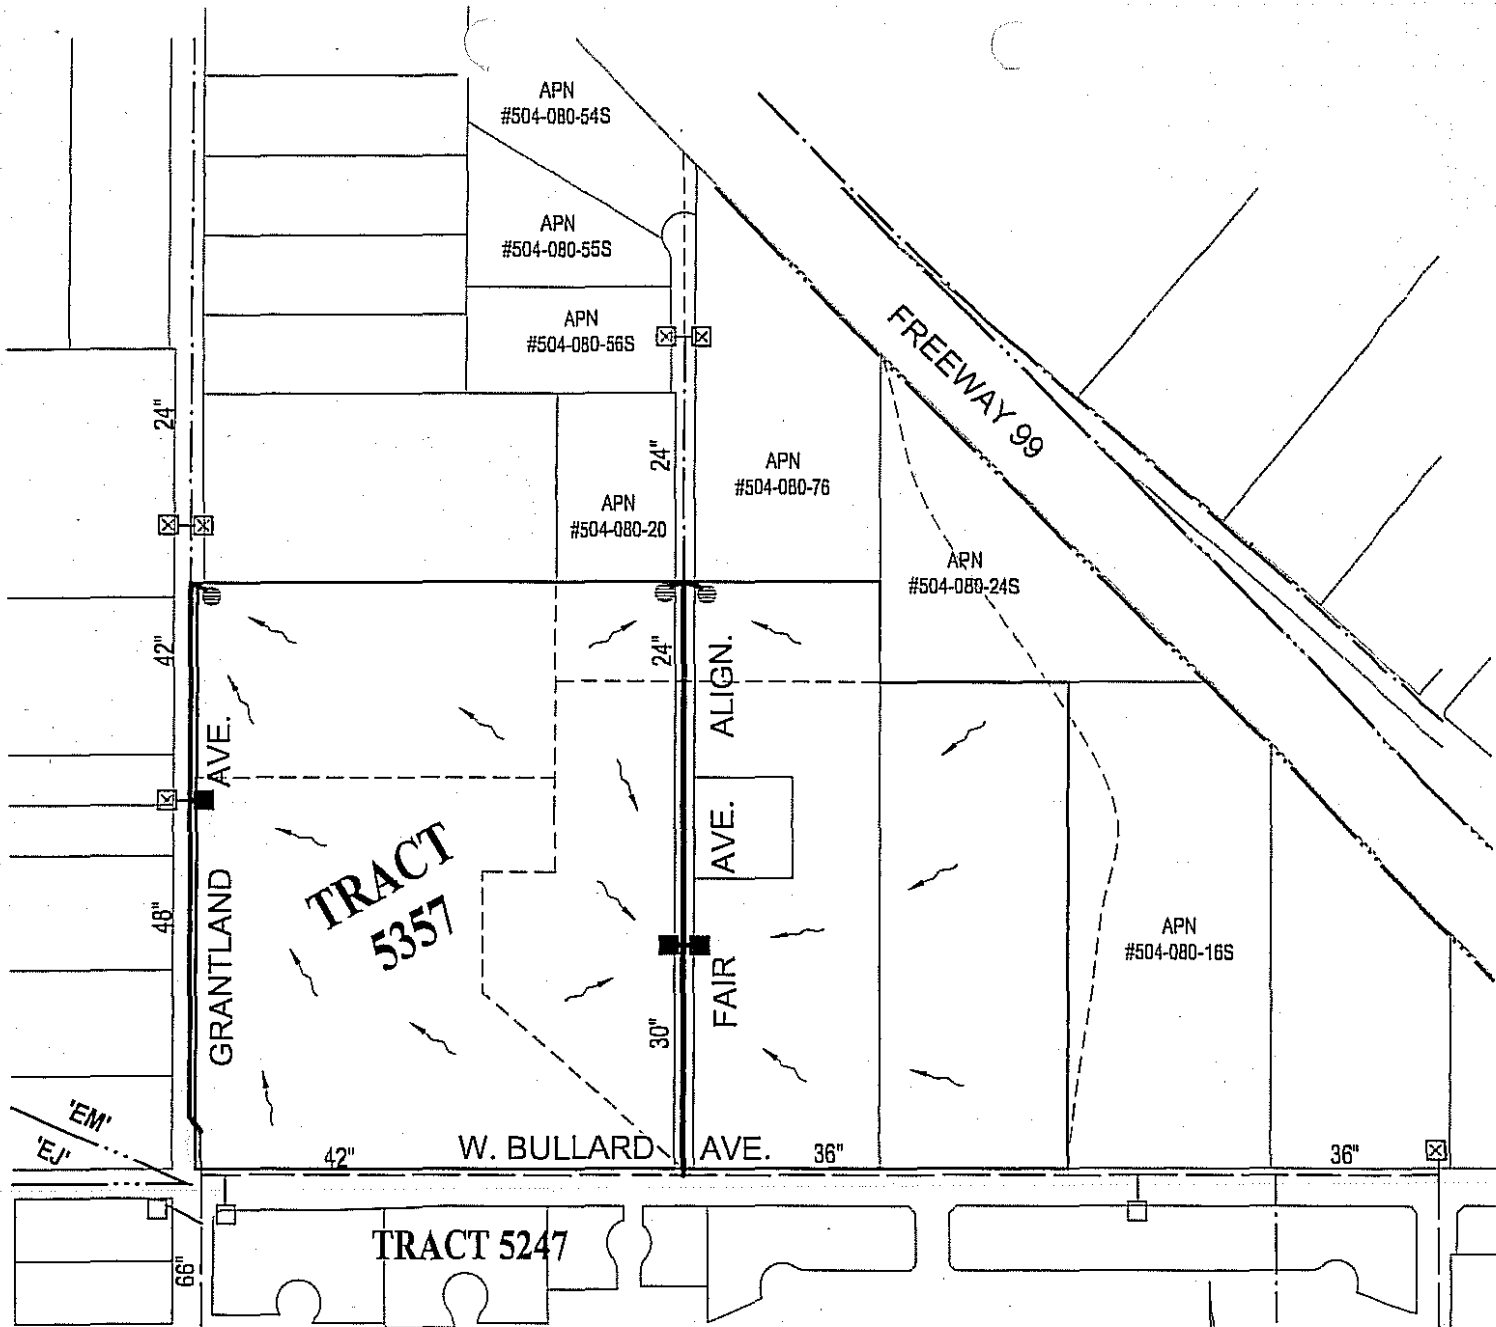 APN
#504-080-54S
APN
#504-080-55S
APN
#504-080-56S
FREEWAY 99
24"
24"
APN
#504-080-76
APN
#504-080-20
APN
#504-080-24S
42"
24"
ALIGN.
AVE.
AVE.
TRACT
5357
48"
GRANTLAND
FAIR
APN
#504-080-16S
30"
'EM'
'EJ'
42"
W. BULLARD AVE.
36"
36"
TRACT 5247
66"